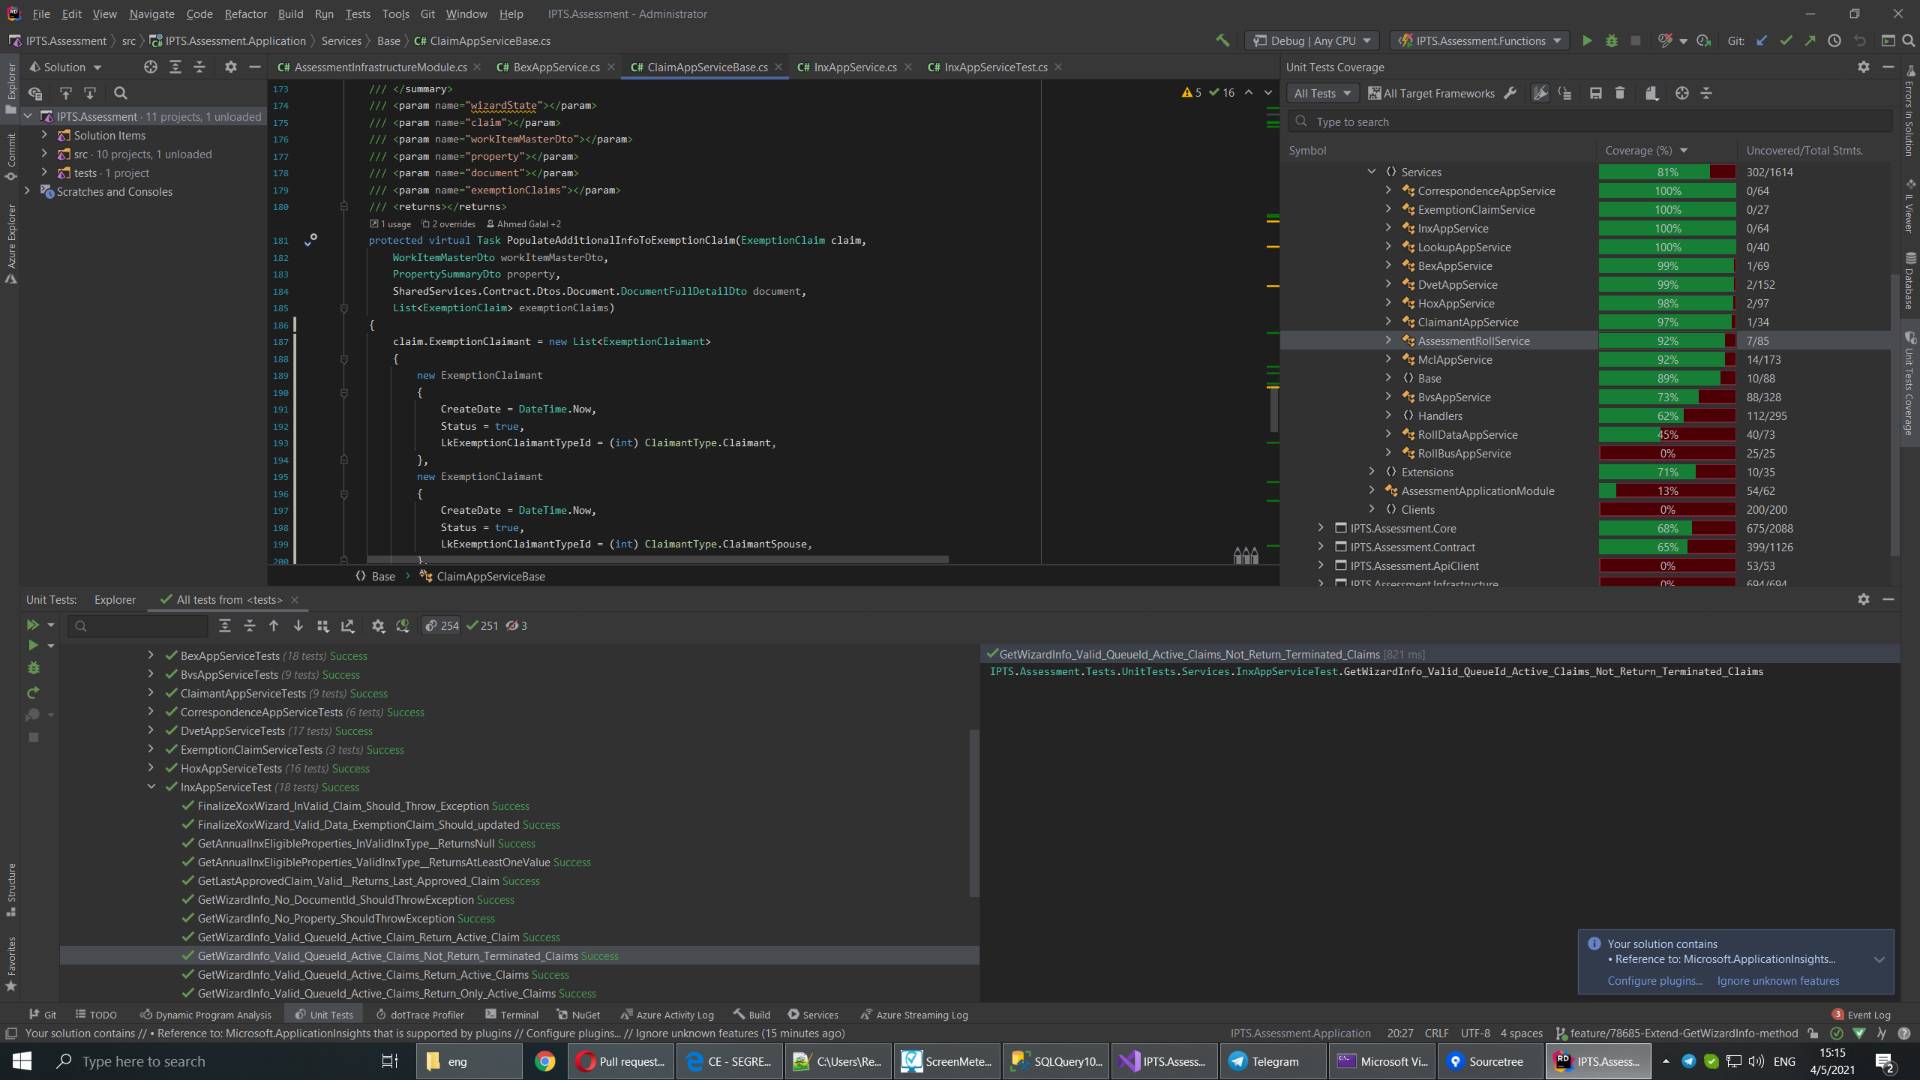 File Edit View Navigate Code Refactor Build Run Tests Tools Git Window Help IPTS.Assessment - Administrator
IPTS.Assessment src IPTS.Assessment.Application Services Base C# ClaimAppServiceBase.cs Debug | Any CPU IPTS.Assessment.Functions Git:
Solution
C# AssessmentInfrastructureModule.cs C# BexAppService.cs C# ClaimAppServiceBase.cs C# InxAppService.cs C# InxAppServiceTest.cs
IPTS.Assessment · 11 projects, 1 unloaded
Solution Items
src · 10 projects, 1 unloaded
tests · 1 project
Scratches and Consoles
Explorer
Commit
Azure Explorer
Structure
Favorites
5 16
173 /// </summary>
174 /// <param name="wizardState"></param>
175 /// <param name="claim"></param>
176 /// <param name="workItemMasterDto"></param>
177 /// <param name="property"></param>
178 /// <param name="document"></param>
179 /// <param name="exemptionClaims"></param>
180 /// <returns></returns>
1 usage 2 overrides Ahmed Galal +2
181 protected virtual Task PopulateAdditionalInfoToExemptionClaim(ExemptionClaim claim,
182 WorkItemMasterDto workItemMasterDto,
183 PropertySummaryDto property,
184 SharedServices.Contract.Dtos.Document.DocumentFullDetailDto document,
185 List<ExemptionClaim> exemptionClaims)
186 {
187 claim.ExemptionClaimant = new List<ExemptionClaimant>
188 {
189 new ExemptionClaimant
190 {
191 CreateDate = DateTime.Now,
192 Status = true,
193 LkExemptionClaimantTypeId = (int) ClaimantType.Claimant,
194 },
195 new ExemptionClaimant
196 {
197 CreateDate = DateTime.Now,
198 Status = true,
199 LkExemptionClaimantTypeId = (int) ClaimantType.ClaimantSpouse,
200 },
Base ClaimAppServiceBase
Unit Tests Coverage
All Tests All Target Frameworks
Type to search
Symbol Coverage (%) Uncovered/Total Stmts.
Services 81% 302/1614
CorrespondenceAppService 100% 0/64
ExemptionClaimService 100% 0/27
InxAppService 100% 0/64
LookupAppService 100% 0/40
BexAppService 99% 1/69
DvetAppService 99% 2/152
HoxAppService 98% 2/97
ClaimantAppService 97% 1/34
AssessmentRollService 92% 7/85
MclAppService 92% 14/173
Base 89% 10/88
BvsAppService 73% 88/328
Handlers 62% 112/295
RollDataAppService 45% 40/73
RollBusAppService 0% 25/25
Extensions 71% 10/35
AssessmentApplicationModule 13% 54/62
Clients 0% 200/200
IPTS.Assessment.Core 68% 675/2088
IPTS.Assessment.Contract 65% 399/1126
IPTS.Assessment.ApiClient 0% 53/53
IPTS.Assessment.Infrastructure 0% 694/694
Errors In Solution
IL Viewer
Database
Unit Tests Coverage
Unit Tests: Explorer All tests from <tests>
254 251 3
BexAppServiceTests (18 tests) Success
BvsAppServiceTests (9 tests) Success
ClaimantAppServiceTests (9 tests) Success
CorrespondenceAppServiceTests (6 tests) Success
DvetAppServiceTests (17 tests) Success
ExemptionClaimServiceTests (3 tests) Success
HoxAppServiceTests (16 tests) Success
InxAppServiceTest (18 tests) Success
FinalizeXoxWizard_InValid_Claim_Should_Throw_Exception Success
FinalizeXoxWizard_Valid_Data_ExemptionClaim_Should_updated Success
GetAnnualInxEligibleProperties_InValidInxType__ReturnsNull Success
GetAnnualInxEligibleProperties_ValidInxType__ReturnsAtLeastOneValue Success
GetLastApprovedClaim_Valid__Returns_Last_Approved_Claim Success
GetWizardInfo_No_DocumentId_ShouldThrowException Success
GetWizardInfo_No_Property_ShouldThrowException Success
GetWizardInfo_Valid_QueueId_Active_Claim_Return_Active_Claim Success
GetWizardInfo_Valid_QueueId_Active_Claims_Not_Return_Terminated_Claims Success
GetWizardInfo_Valid_QueueId_Active_Claims_Return_Active_Claims Success
GetWizardInfo_Valid_QueueId_Active_Claims_Return_Only_Active_Claims Success
GetWizardInfo_Valid_QueueId_Active_Claims_Not_Return_Terminated_Claims [821 ms]
IPTS.Assessment.Tests.UnitTests.Services.InxAppServiceTest.GetWizardInfo_Valid_QueueId_Active_Claims_Not_Return_Terminated_Claims
Your solution contains
• Reference to: Microsoft.ApplicationInsights...
Configure plugins... Ignore unknown features
Git TODO Dynamic Program Analysis Unit Tests dotTrace Profiler Terminal NuGet Azure Activity Log Build Services Azure Streaming Log 3 Event Log
Your solution contains // • Reference to: Microsoft.ApplicationInsights that is supported by plugins // Configure plugins... // Ignore unknown features (15 minutes ago) IPTS.Assessment.Application 20:27 CRLF UTF-8 4 spaces feature/78685-Extend-GetWizardInfo-method
Type here to search eng Pull request... CE - SEGRE... C:\Users\Re... ScreenMete... SQLQuery10... IPTS.Assess... Telegram Microsoft Vi... Sourcetree IPTS.Assess... ENG 15:15
4/5/2021 2